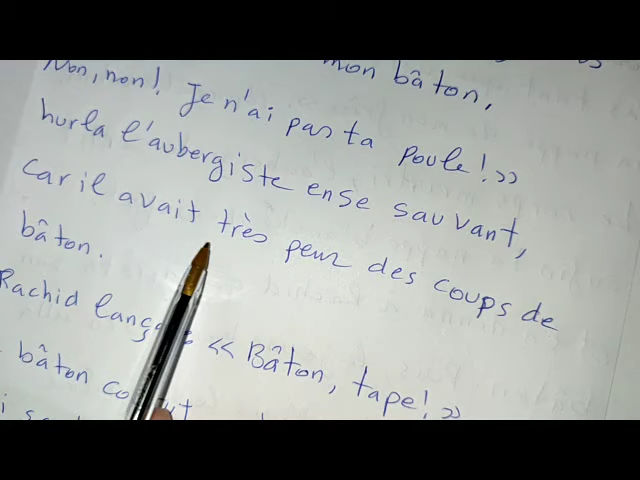 mon bâton,
Non, non! Je n'ai pas ta poule! »
hurla l'aubergiste en se sauvant,
car il avait très peur des coups de
bâton.
Rachid lança « Bâton, tape! »
bâton